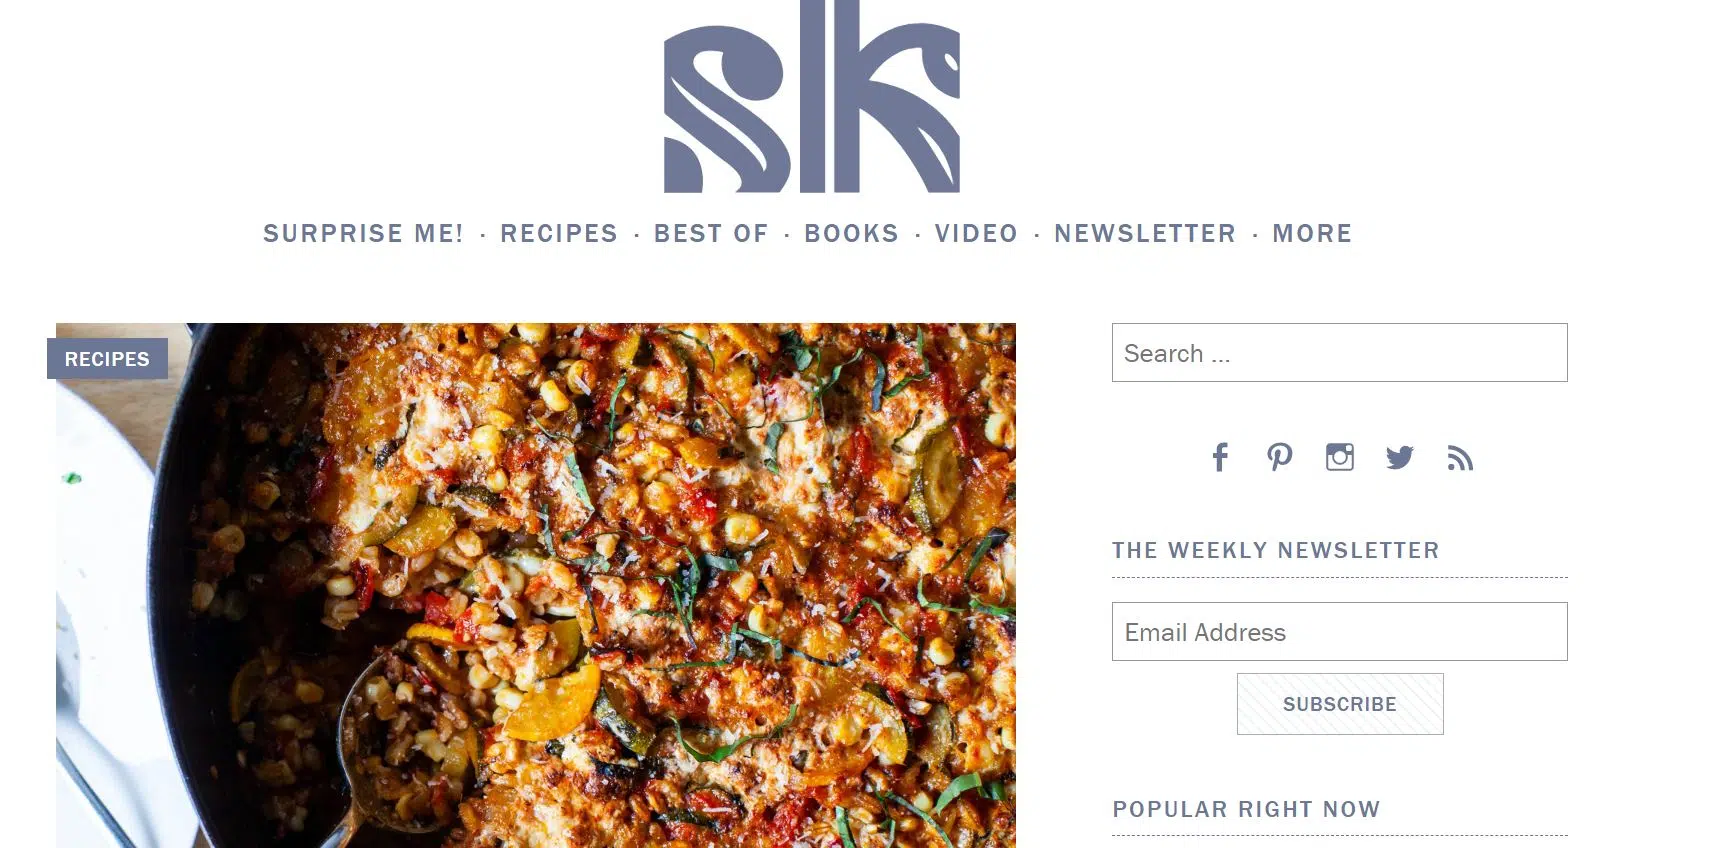 sk
SURPRISE ME! · RECIPES · BEST OF · BOOKS · VIDEO · NEWSLETTER · MORE
RECIPES
Search ...
THE WEEKLY NEWSLETTER
Email Address
SUBSCRIBE
POPULAR RIGHT NOW